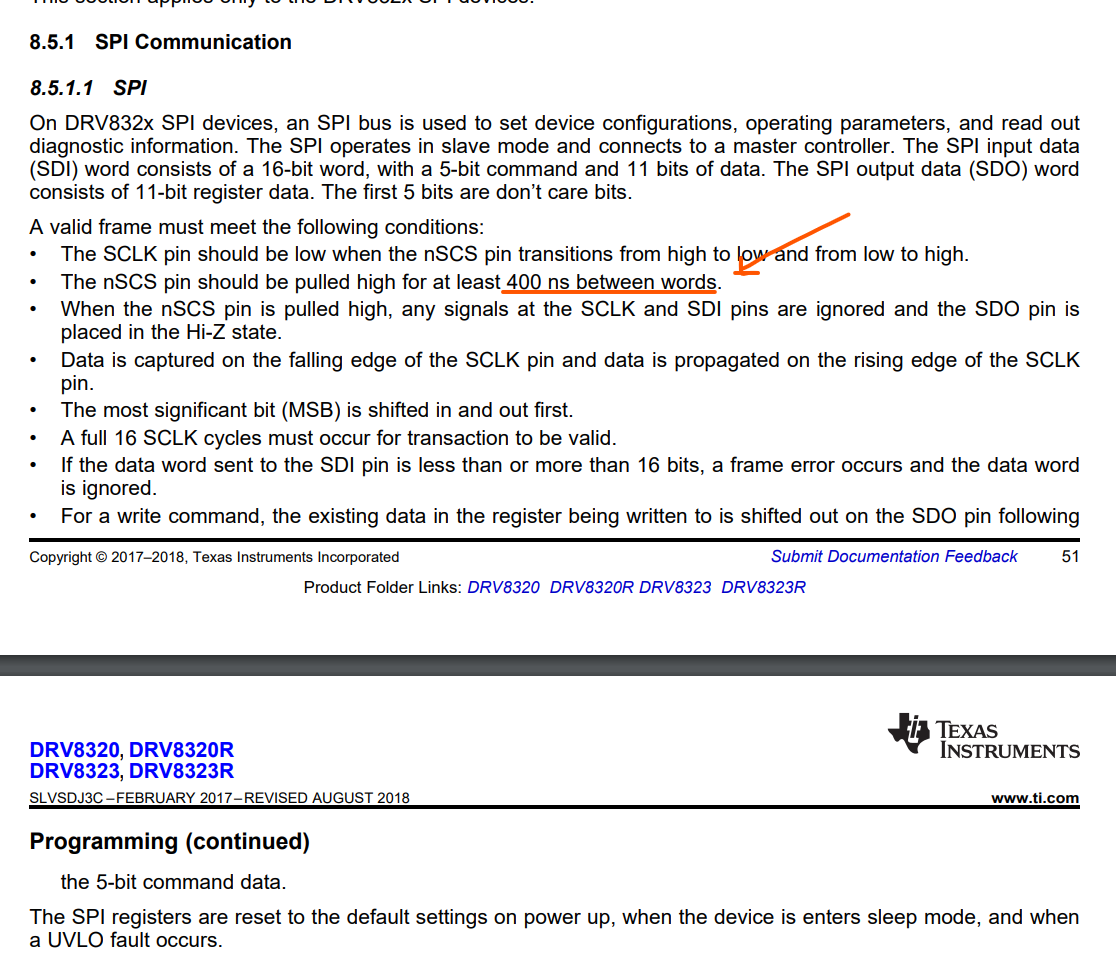 This section applies only to the DRV832x SPI devices.
8.5.1 SPI Communication
8.5.1.1 SPI
On DRV832x SPI devices, an SPI bus is used to set device configurations, operating parameters, and read out
diagnostic information. The SPI operates in slave mode and connects to a master controller. The SPI input data
(SDI) word consists of a 16-bit word, with a 5-bit command and 11 bits of data. The SPI output data (SDO) word
consists of 11-bit register data. The first 5 bits are don’t care bits.
A valid frame must meet the following conditions:
• The SCLK pin should be low when the nSCS pin transitions from high to low and from low to high.
• The nSCS pin should be pulled high for at least 400 ns between words.
• When the nSCS pin is pulled high, any signals at the SCLK and SDI pins are ignored and the SDO pin is
placed in the Hi-Z state.
• Data is captured on the falling edge of the SCLK pin and data is propagated on the rising edge of the SCLK
pin.
• The most significant bit (MSB) is shifted in and out first.
• A full 16 SCLK cycles must occur for transaction to be valid.
• If the data word sent to the SDI pin is less than or more than 16 bits, a frame error occurs and the data word
is ignored.
• For a write command, the existing data in the register being written to is shifted out on the SDO pin following
Copyright © 2017–2018, Texas Instruments Incorporated Submit Documentation Feedback 51
Product Folder Links: DRV8320 DRV8320R DRV8323 DRV8323R
TEXAS
INSTRUMENTS
DRV8320, DRV8320R
DRV8323, DRV8323R
SLVSDJ3C – FEBRUARY 2017 – REVISED AUGUST 2018 www.ti.com
Programming (continued)
the 5-bit command data.
The SPI registers are reset to the default settings on power up, when the device is enters sleep mode, and when
a UVLO fault occurs.